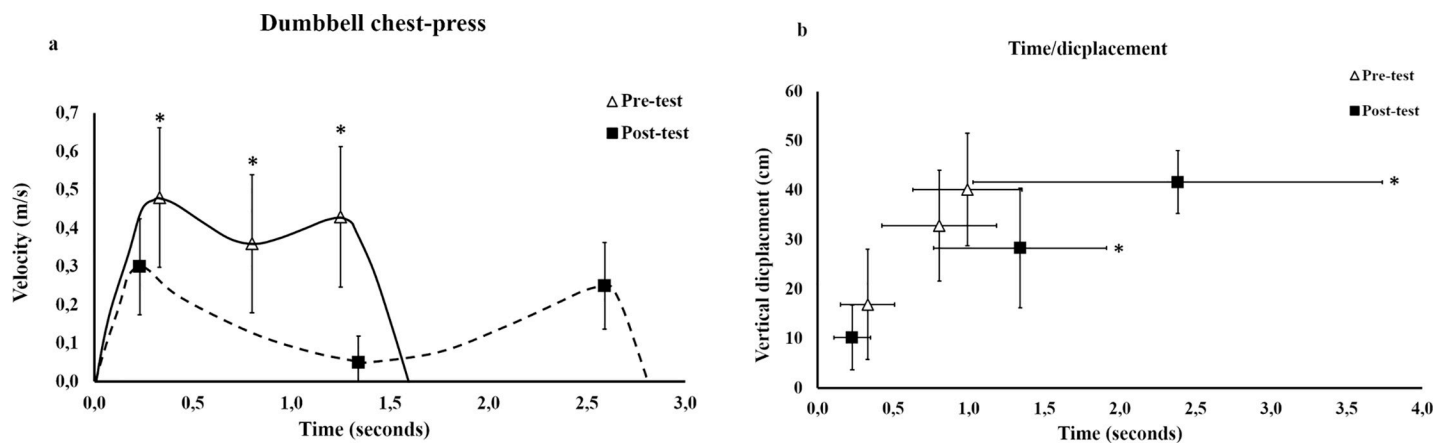 Dumbbell chest-press
a
Velocity (m/s)
0,7
0,6
0,5
0,4
0,3
0,2
0,1
0,0
* * *
△ Pre-test
■ Post-test
0,0 0,5 1,0 1,5 2,0 2,5 3,0
Time (seconds)
b
Time/dicplacement
△ Pre-test
■ Post-test
Vertical dicplacment (cm)
60
50
40
30
20
10
0
*
*
0,0 0,5 1,0 1,5 2,0 2,5 3,0 3,5 4,0
Time (seconds)